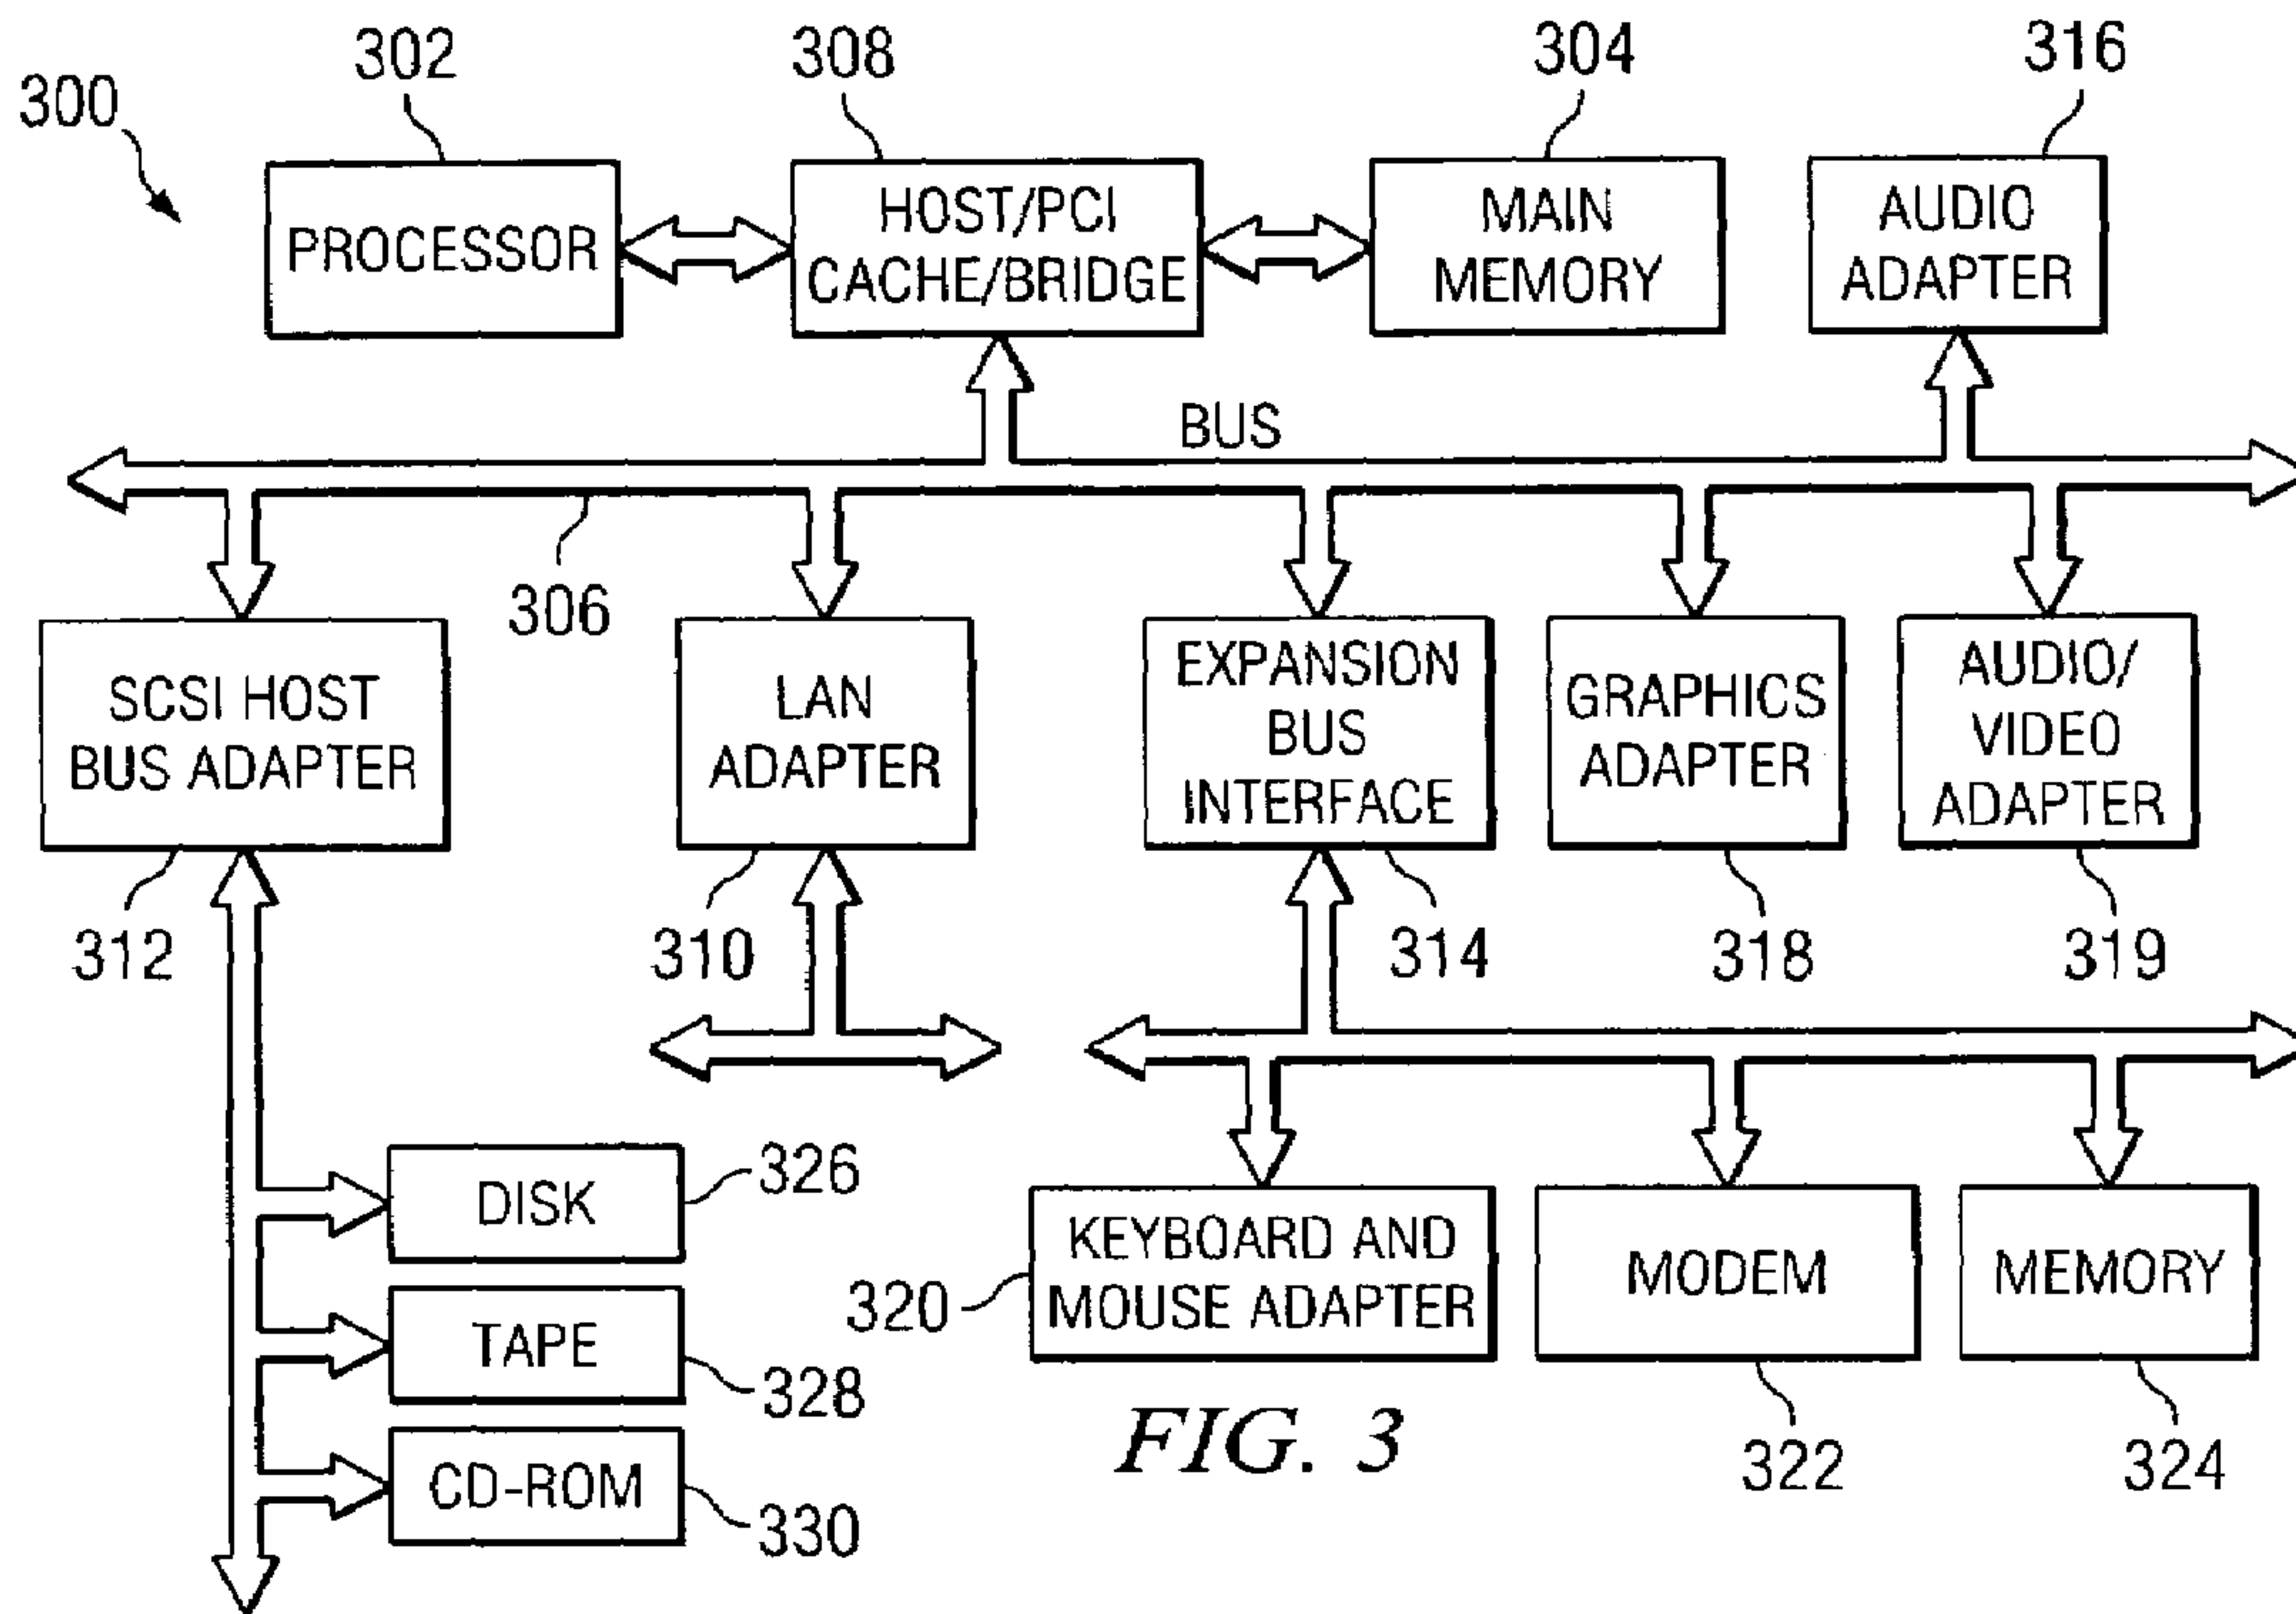 300
302
308
304
316
PROCESSOR
HOST/PCI
CACHE/BRIDGE
MAIN
MEMORY
AUDIO
ADAPTER
BUS
306
SCSI HOST
BUS ADAPTER
LAN
ADAPTER
EXPANSION
BUS
INTERFACE
GRAPHICS
ADAPTER
AUDIO/
VIDEO
ADAPTER
312
310
314
318
319
DISK
326
TAPE
328
CD-ROM
330
KEYBOARD AND
MOUSE ADAPTER
320
MODEM
MEMORY
322
324
FIG. 3